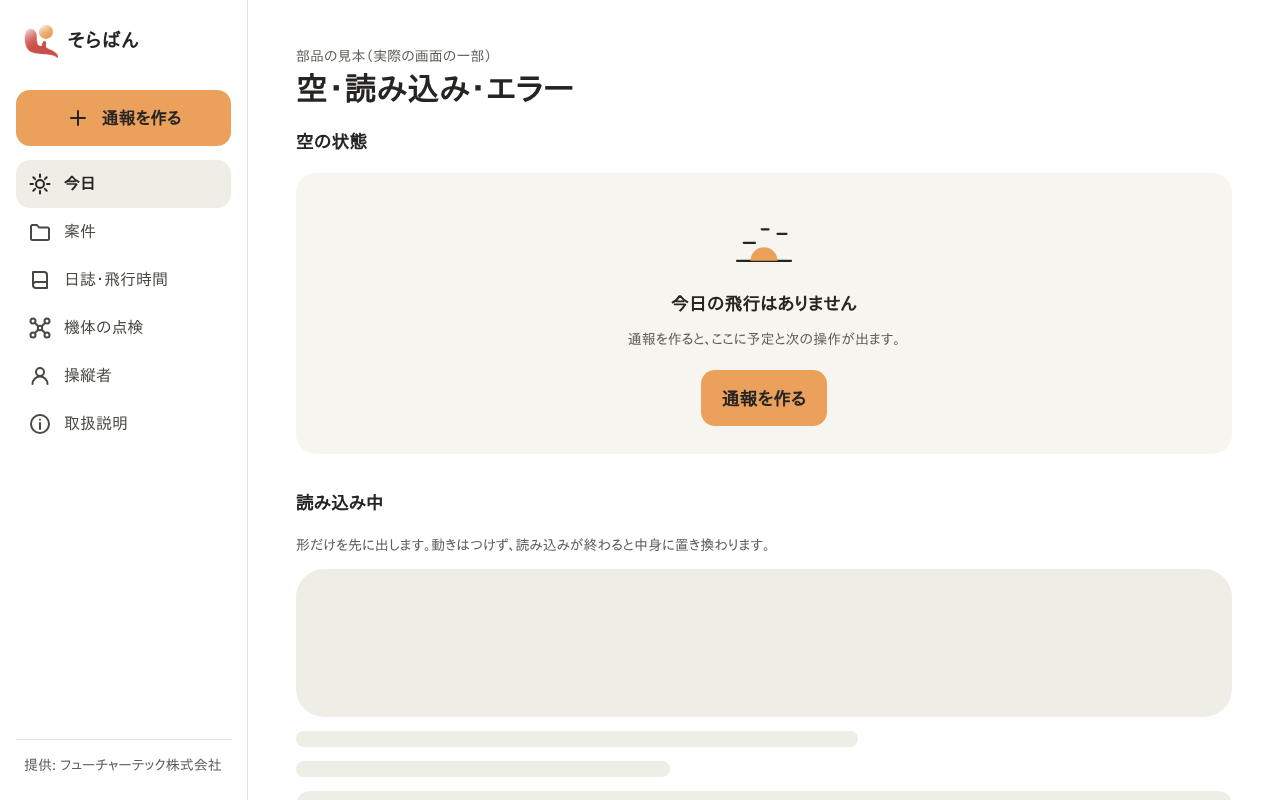 そらばん
通報を作る
今日
案件
日誌・飛行時間
機体の点検
操縦者
取扱説明
提供: フューチャーテック株式会社
部品の見本（実際の画面の一部）
空・読み込み・エラー
空の状態
今日の飛行はありません
通報を作ると、ここに予定と次の操作が出ます。
通報を作る
読み込み中
形だけを先に出します。動きはつけず、読み込みが終わると中身に置き換わります。